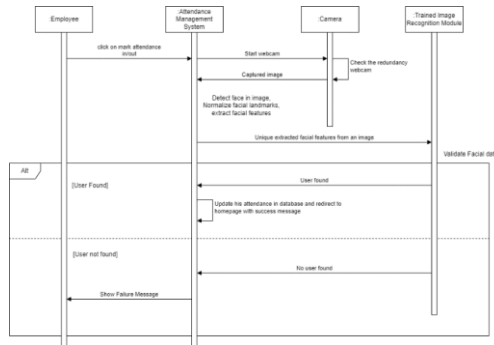 :Employee
:Attendance
Management
System
:Camera
:Trained Image
Recognition Module
click on mark attendance
in/out
Start webcam
Check the redundancy
webcam
Captured image
Detect face in image,
Normalize facial landmarks,
extract facial features
Unique extracted facial features from an image
Validate Facial dat
Alt
[User Found]
User found
Update his attendance in database and redirect to
homepage with success message
[User not found]
No user found
Show Failure Message